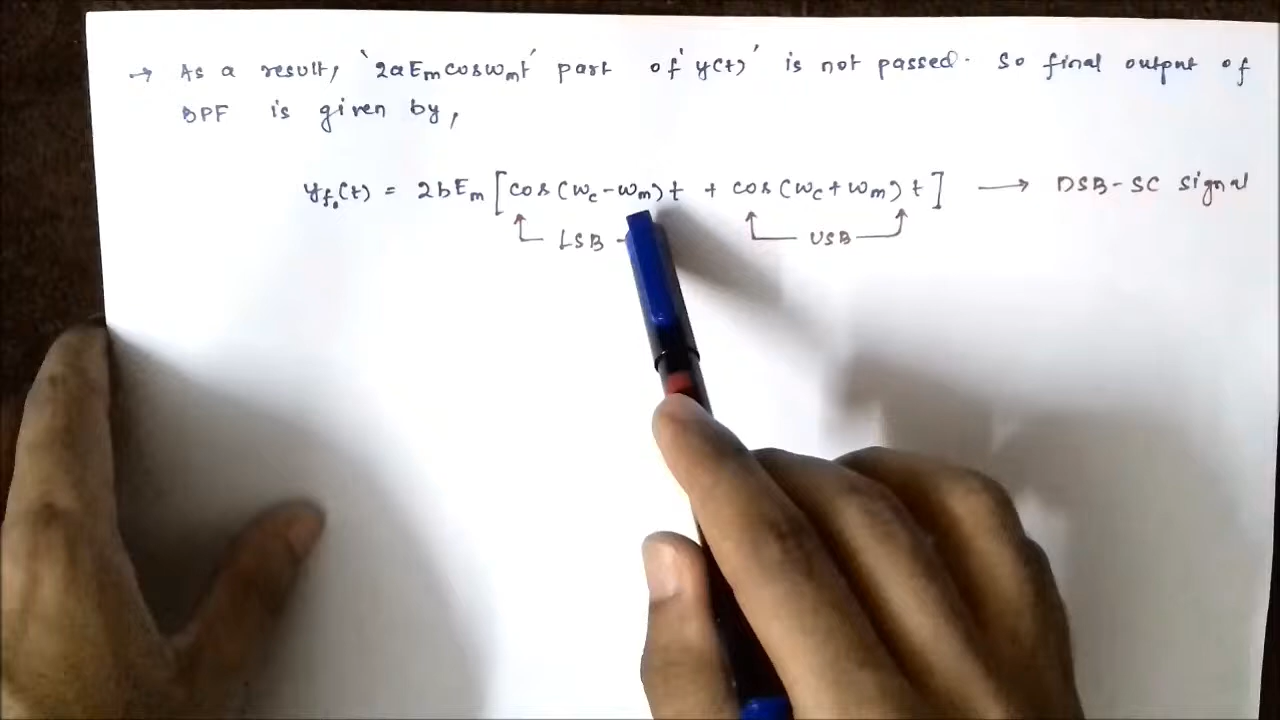 → As a result, '2aEmcosωmt' part of 'y(t)' is not passed. So final output of
BPF is given by,
yf(t) = 2bEm [cos(ωc-ωm)t + cos(ωc+ωm)t] → DSB-SC signal
LSB USB